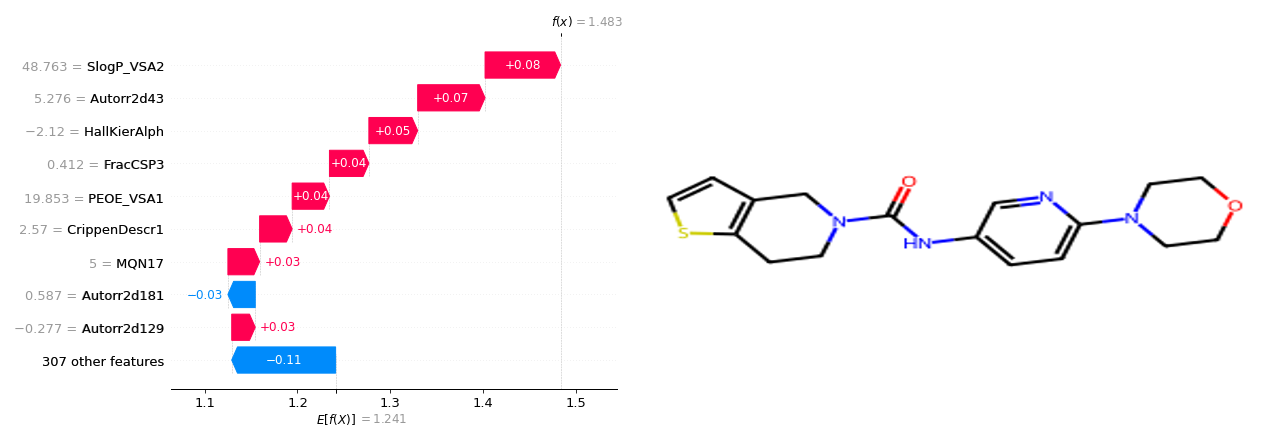 f(x) = 1.483
48.763 = SlogP_VSA2
+0.08
5.276 = Autorr2d43
+0.07
−2.12 = HallKierAlph
+0.05
0.412 = FracCSP3
+0.04
19.853 = PEOE_VSA1
+0.04
2.57 = CrippenDescr1
+0.04
5 = MQN17
+0.03
0.587 = Autorr2d181
−0.03
−0.277 = Autorr2d129
+0.03
307 other features
−0.11
1.1 1.2 1.3 1.4 1.5
E[f(X)] = 1.241
O
N
N
N
O
HN
S